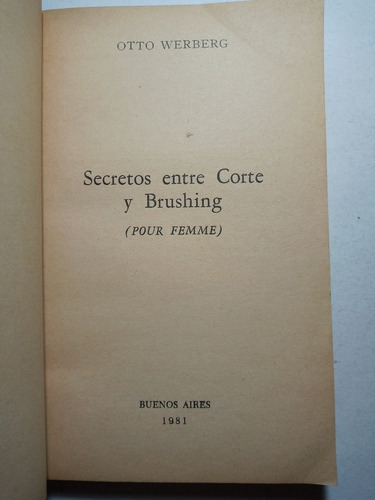 OTTO WERBERG
Secretos entre Corte
y Brushing
(POUR FEMME)
BUENOS AIRES
1981